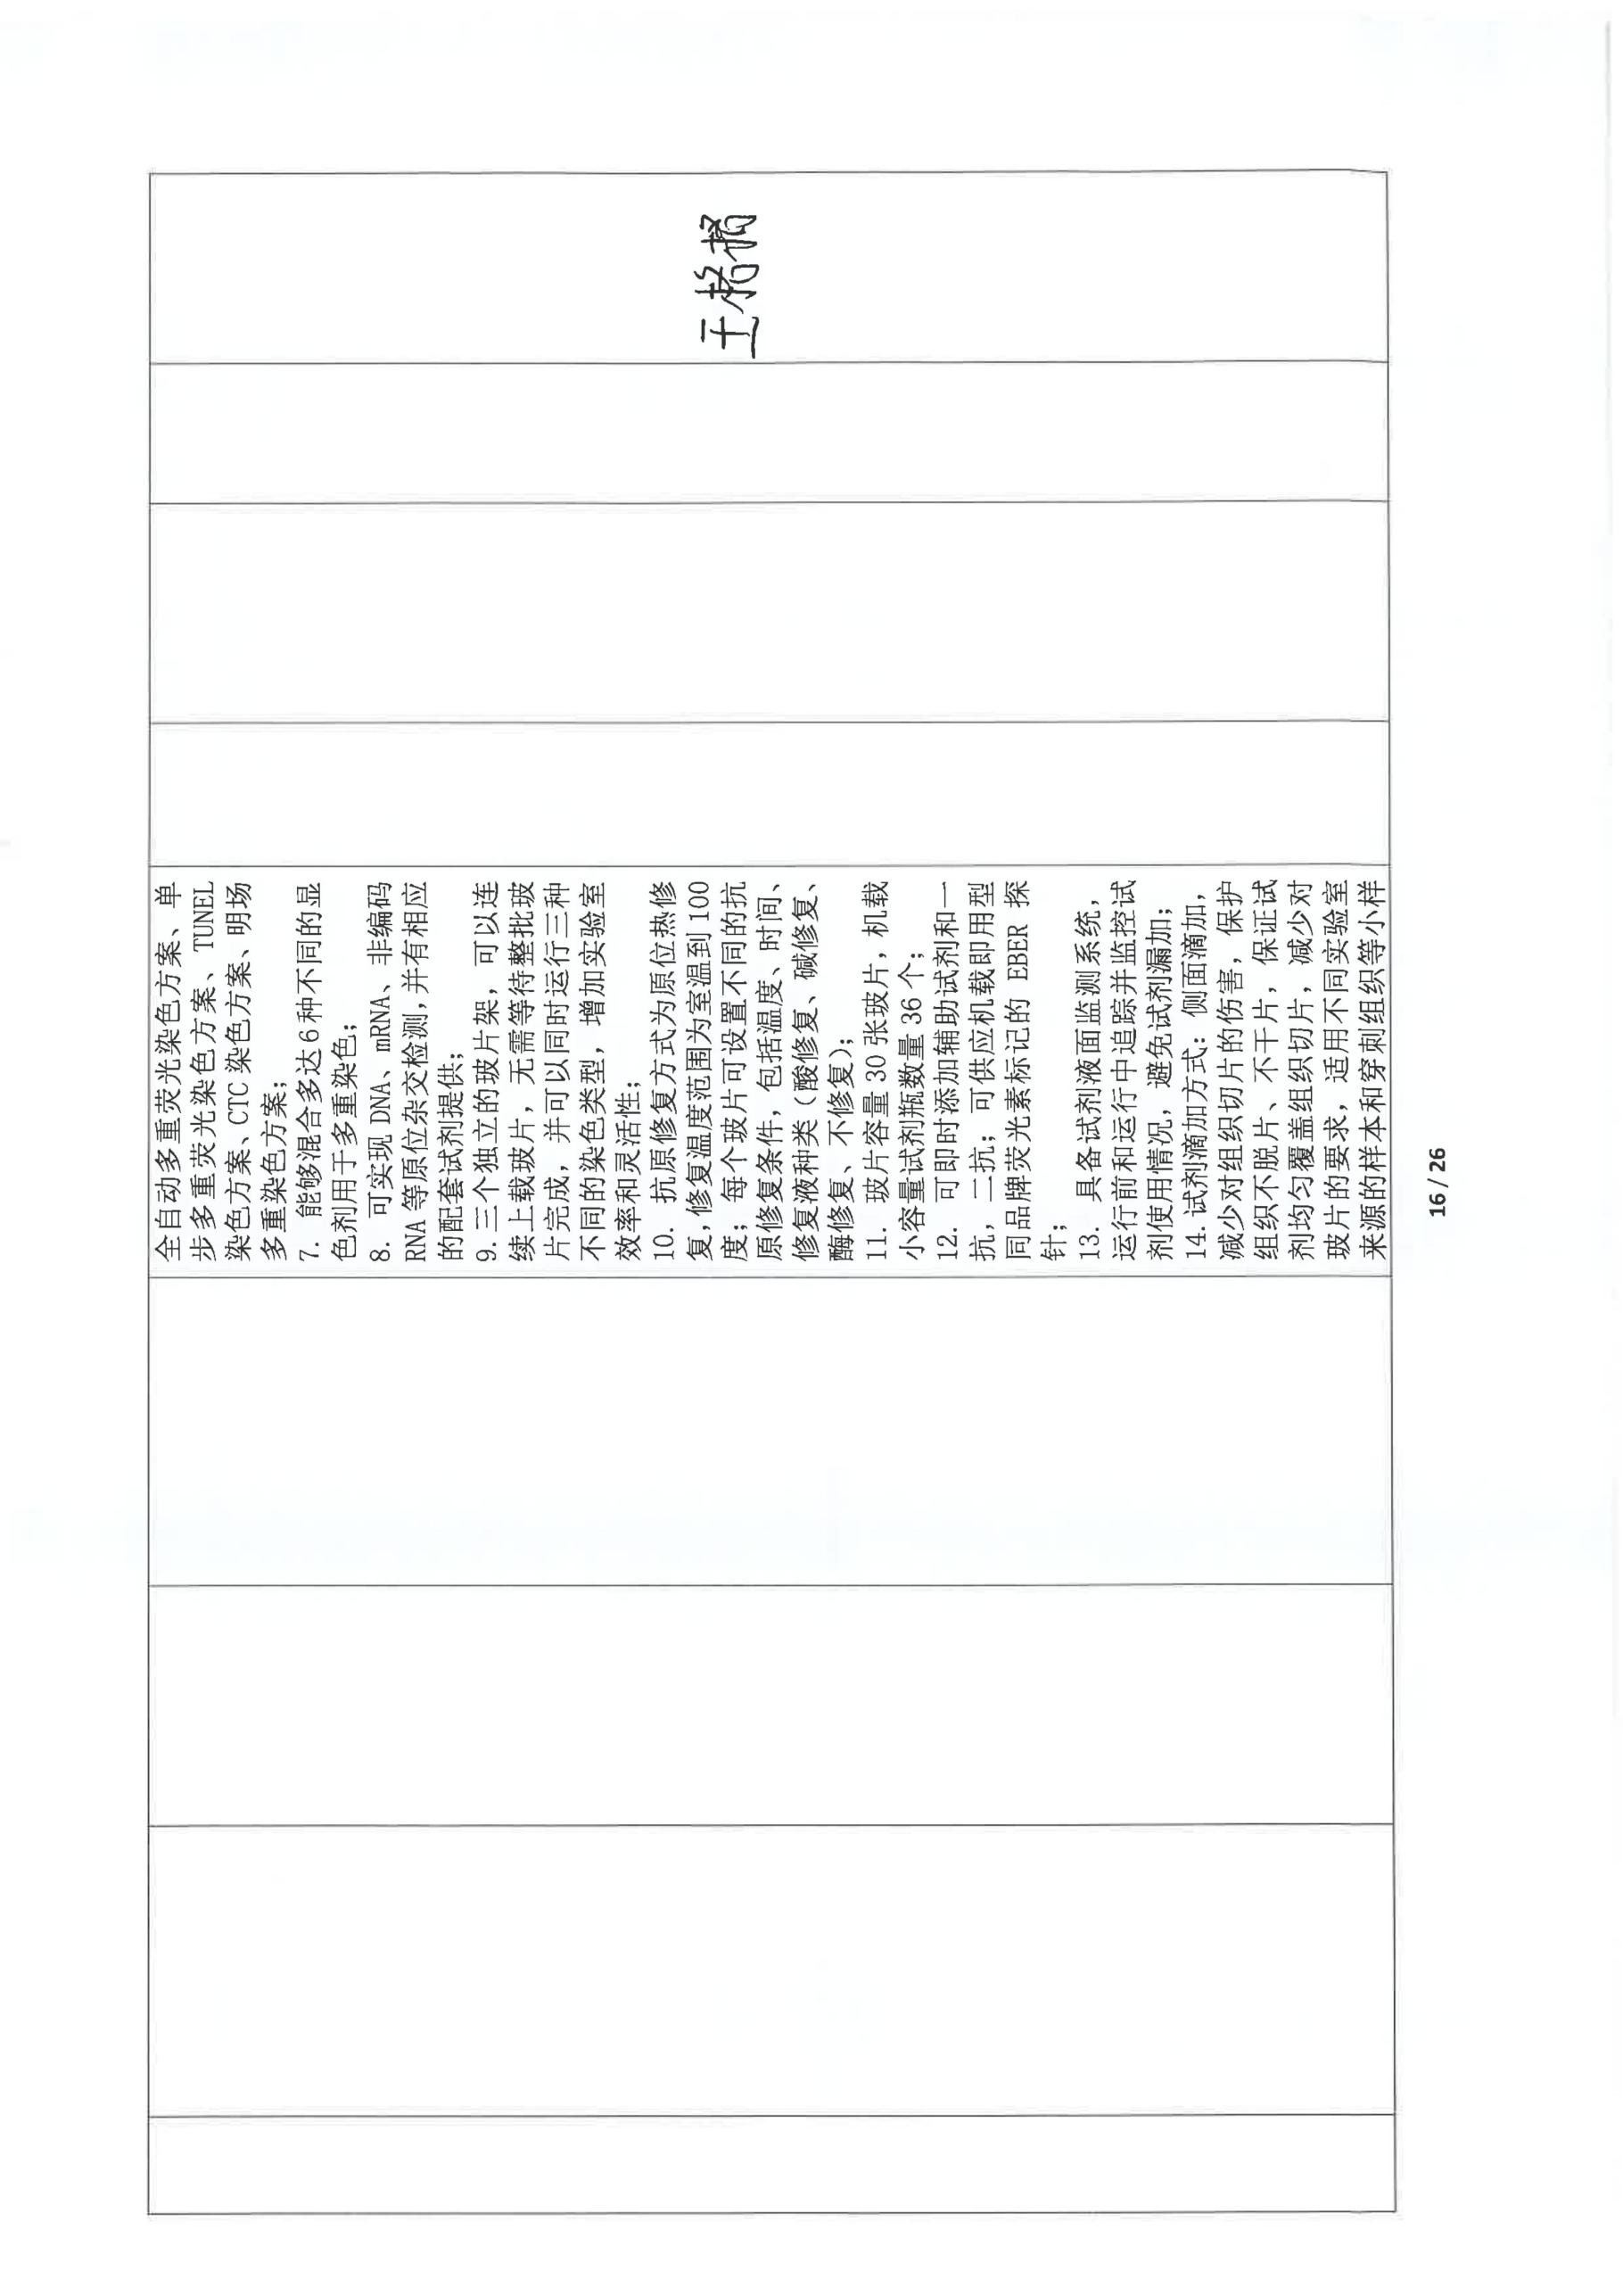 全自动多重荧光染色方案、单
步多重荧光染色方案、TUNEL
染色方案、CTC 染色方案、明场
多重染色方案；
7. 能够混合多达 6 种不同的显
色剂用于多重染色；
8. 可实现 DNA、mRNA、非编码
RNA 等原位杂交检测，并有相应
的配套试剂提供；
9. 三个独立的玻片架，可以连
续上载玻片，无需等待整批玻
片完成，并可以同时运行三种
不同的染色类型，增加实验室
效率和灵活性；
10. 抗原修复方式为原位热修
复，修复温度范围为室温到 100
度；每个玻片可设置不同的抗
原修复条件，包括温度、时间、
修复液种类（酸修复、碱修复、
酶修复、不修复）；
11. 玻片容量 30 张玻片，机载
小容量试剂瓶数量 36 个；
12. 可即时添加辅助试剂和一
抗，二抗；可供应机载即用型
同品牌荧光素标记的 EBER 探
针；
13. 具备试剂液面监测系统，
运行前和运行中追踪并监控试
剂使用情况，避免试剂漏加；
14. 试剂滴加方式：侧面滴加，
减少对组织切片的伤害，保护
组织不脱片、不干片，保证试
剂均匀覆盖组织切片，减少对
玻片的要求，适用不同实验室
来源的样本和穿刺组织等小样
16 / 26